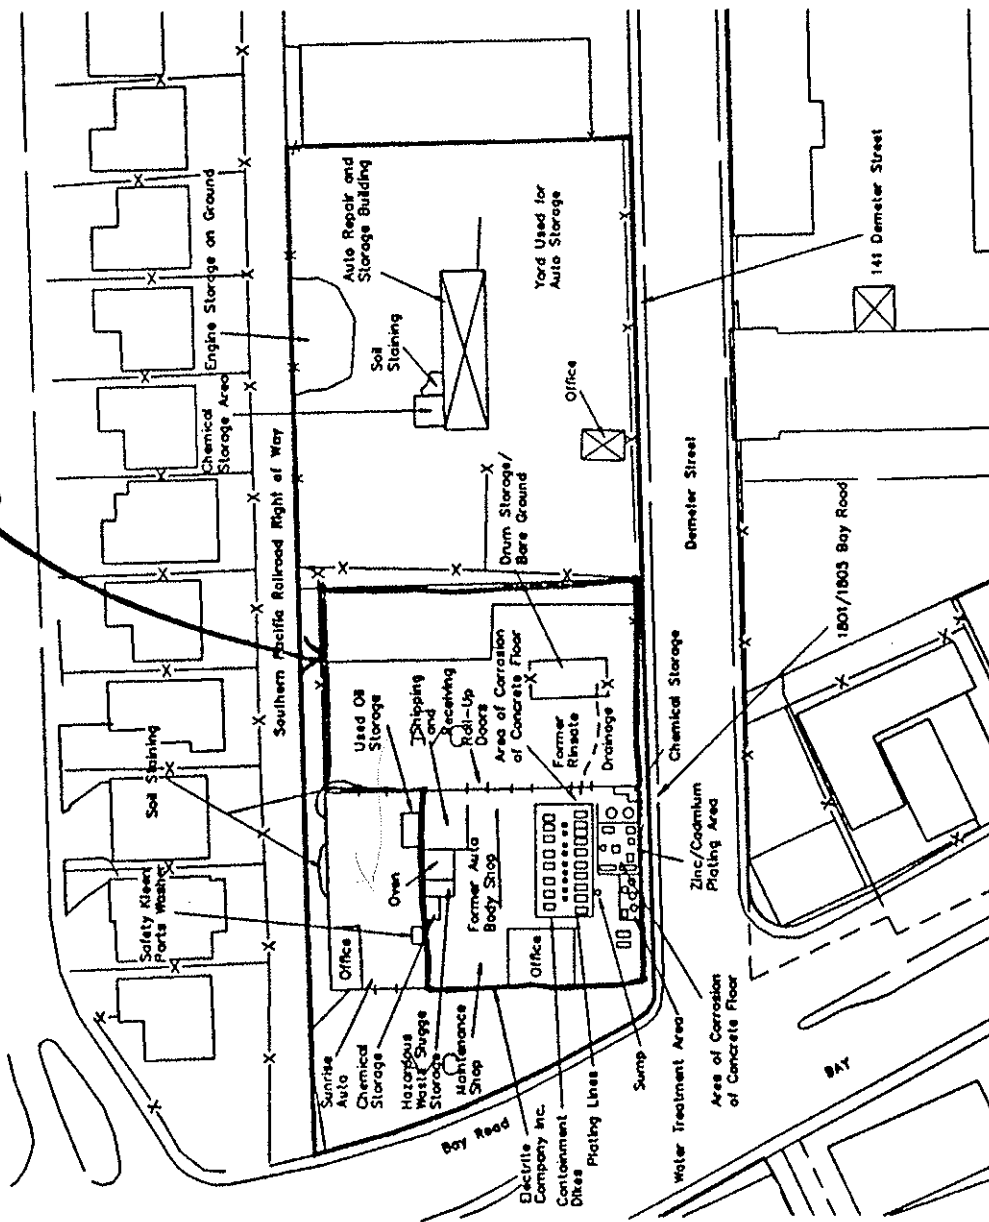 Engine Storage on Ground
Chemical
Storage Area
Auto Repair and
Storage Building
Soil
Staining
Yard Used for
Auto Storage
Office
141 Demeter Street
Demeter Street
Southern Pacific Railroad Right of Way
Drum Storage/
Bare Ground
1801/1805 Bay Road
Soil Staining
Used Oil
Storage
Shipping
and
Receiving
Roll-Up
Doors
Area of Corrosion
of Concrete Floor
Former
Rinsate
Drainage
Chemical Storage
Safety Kleen
Parts Washer
Office
Oven
Former Auto
Body Shop
Office
Zinc/Cadmium
Plating Area
Sunrise
Auto
Chemical
Storage
Hazardous
Waste Sludge
Storage
Maintenance
Shop
Bay Road
Electrite
Company Inc.
Containment
Dikes
Plating Lines
Sump
Water Treatment Area
Area of Corrosion
of Concrete Floor
BAY